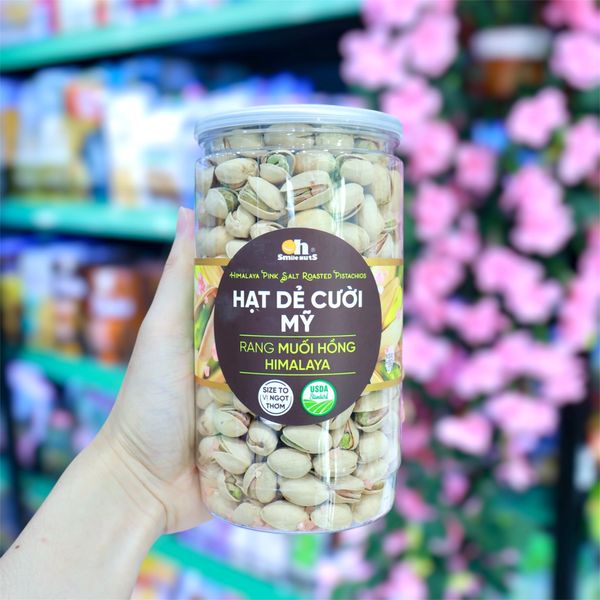 Oh
®
Smile Nuts
Himalaya Pink Salt Roasted Pistachios
HẠT DẺ CƯỜI
MỸ
RANG MUỐI HỒNG
HIMALAYA
SIZE TO
VỊ NGỌT
THƠM
USDA
Standard